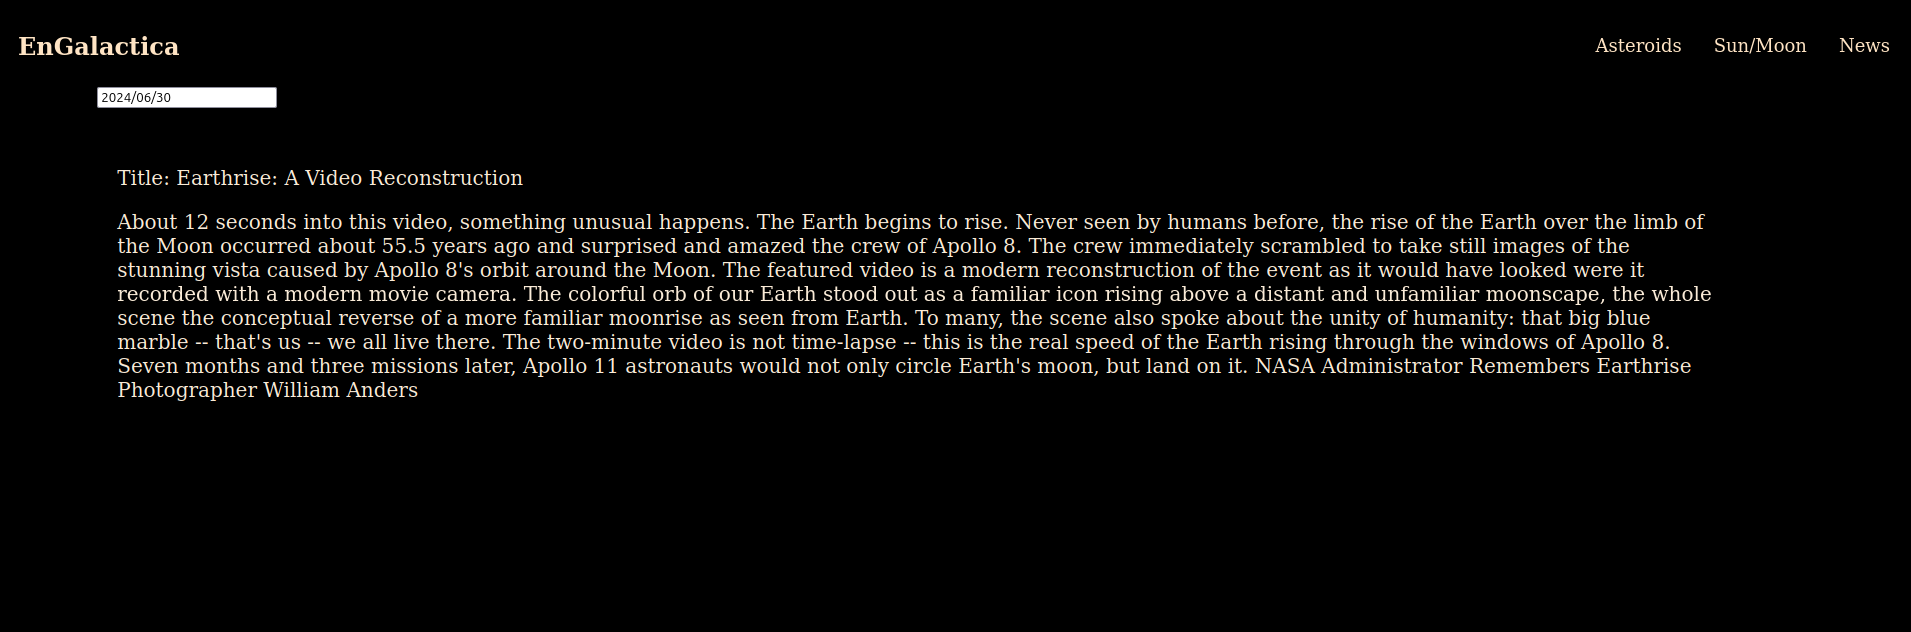 EnGalactica
Asteroids Sun/Moon News
2024/06/30
Title: Earthrise: A Video Reconstruction
About 12 seconds into this video, something unusual happens. The Earth begins to rise. Never seen by humans before, the rise of the Earth over the limb of
the Moon occurred about 55.5 years ago and surprised and amazed the crew of Apollo 8. The crew immediately scrambled to take still images of the
stunning vista caused by Apollo 8's orbit around the Moon. The featured video is a modern reconstruction of the event as it would have looked were it
recorded with a modern movie camera. The colorful orb of our Earth stood out as a familiar icon rising above a distant and unfamiliar moonscape, the whole
scene the conceptual reverse of a more familiar moonrise as seen from Earth. To many, the scene also spoke about the unity of humanity: that big blue
marble -- that's us -- we all live there. The two-minute video is not time-lapse -- this is the real speed of the Earth rising through the windows of Apollo 8.
Seven months and three missions later, Apollo 11 astronauts would not only circle Earth's moon, but land on it. NASA Administrator Remembers Earthrise
Photographer William Anders